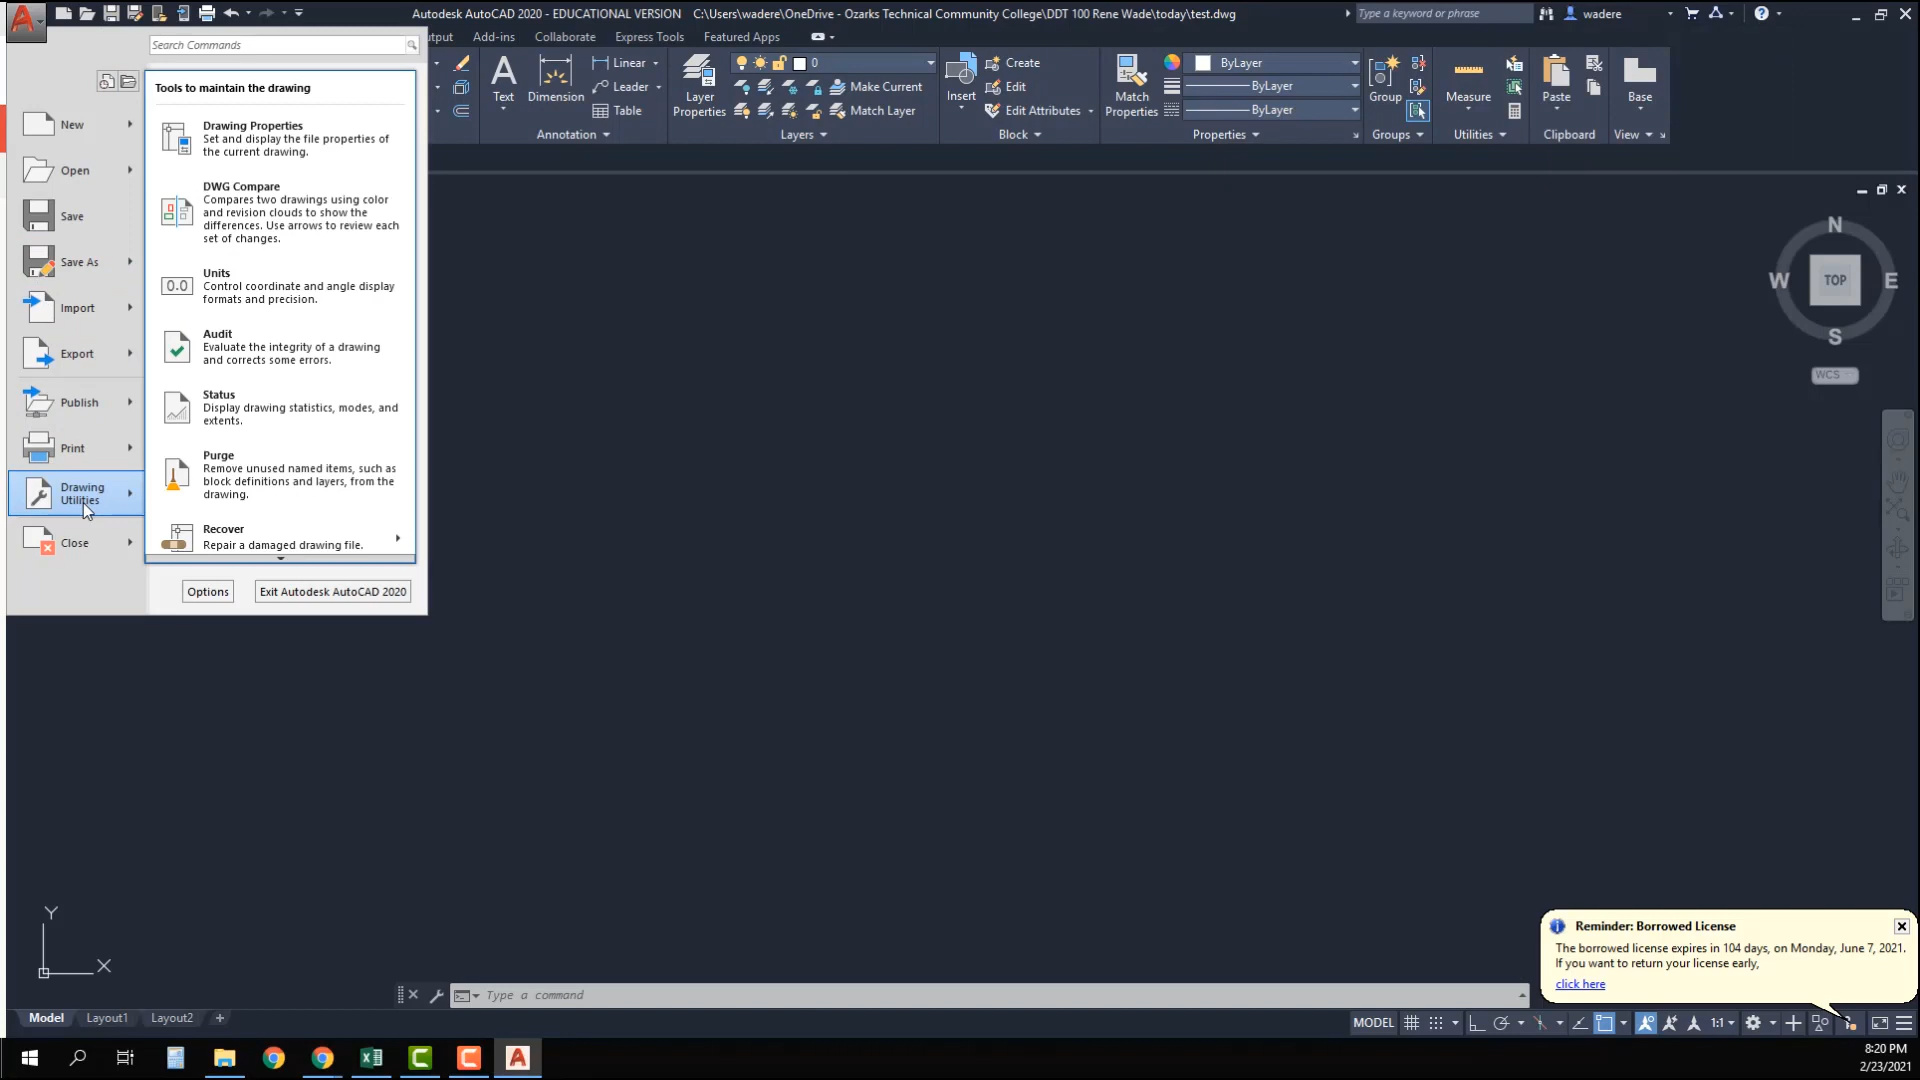 Autodesk AutoCAD 2020 - EDUCATIONAL VERSION C:\Users\wadere\OneDrive - Ozarks Technical Community College\DDT 100 Rene Wade\today\test.dwg
Type a keyword or phrase
wadere
Search Commands
utput Add-ins Collaborate Express Tools Featured Apps
Tools to maintain the drawing
New
Open
Save
Save As
Import
Export
Publish
Print
Drawing
Utilities
Close
Drawing Properties
Set and display the file properties of
the current drawing.
DWG Compare
Compares two drawings using color
and revision clouds to show the
differences. Use arrows to review each
set of changes.
0.0
Units
Control coordinate and angle display
formats and precision.
Audit
Evaluate the integrity of a drawing
and corrects some errors.
Status
Display drawing statistics, modes, and
extents.
Purge
Remove unused named items, such as
block definitions and layers, from the
drawing.
Recover
Repair a damaged drawing file.
Options
Exit Autodesk AutoCAD 2020
Text
Dimension
Linear
Leader
Table
Annotation
Layer
Properties
0
Make Current
Match Layer
Layers
Insert
Create
Edit
Edit Attributes
Block
Match
Properties
ByLayer
ByLayer
ByLayer
Properties
Group
Groups
Measure
Utilities
Paste
Clipboard
Base
View
N
W
TOP
E
S
WCS
Y
X
Type a command
Reminder: Borrowed License
The borrowed license expires in 104 days, on Monday, June 7, 2021.
If you want to return your license early,
click here
Model Layout1 Layout2 +
MODEL
1:1
8:20 PM
2/23/2021